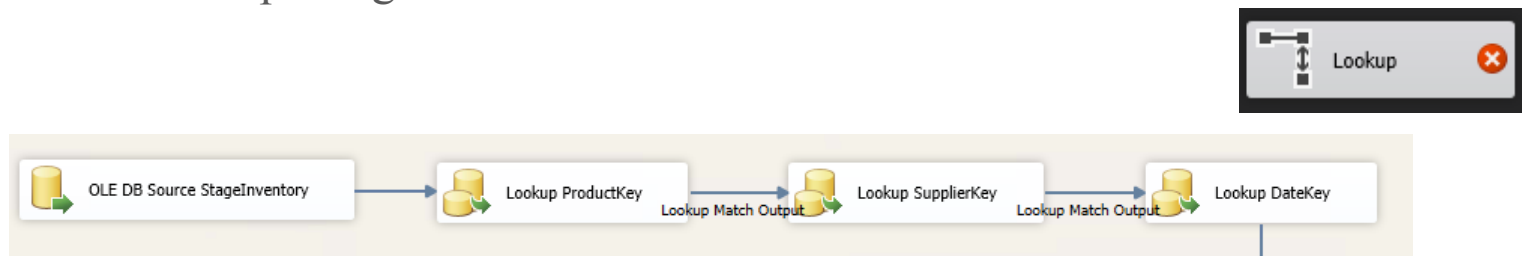 Lookup
OLE DB Source StageInventory
Lookup ProductKey
Lookup Match Output
Lookup SupplierKey
Lookup Match Output
Lookup DateKey